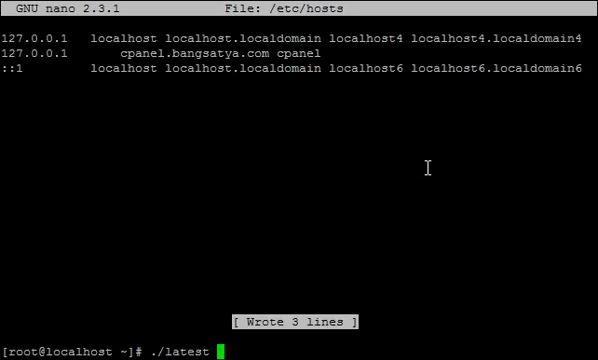 GNU nano 2.3.1 File: /etc/hosts
127.0.0.1 localhost localhost.localdomain localhost4 localhost4.localdomain4
127.0.0.1 cpanel.bangsatya.com cpanel
::1 localhost localhost.localdomain localhost6 localhost6.localdomain6
[ Wrote 3 lines ]
[root@localhost ~]# ./latest